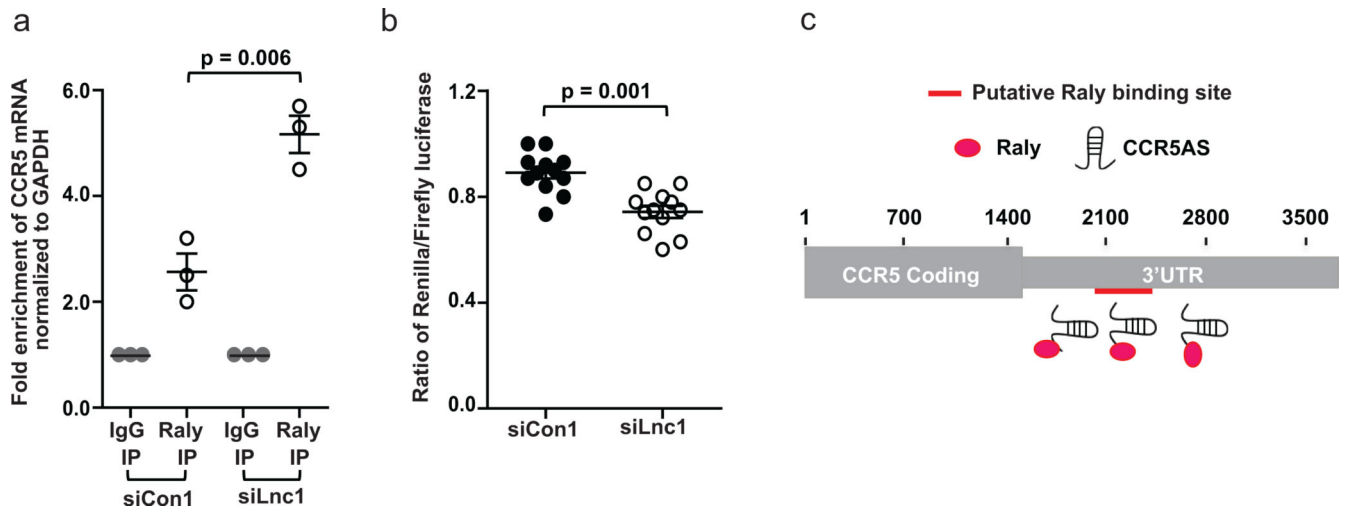 a
Fold enrichment of CCR5 mRNA
normalized to GAPDH
p = 0.006
6.0
4.0
2.0
0.0
IgG Raly IgG Raly
IP IP IP IP
siCon1 siLnc1
b
Ratio of Renilla/Firefly luciferase
p = 0.001
1.2
0.8
0.4
0.0
siCon1 siLnc1
c
Putative Raly binding site
Raly CCR5AS
1 700 1400 2100 2800 3500
CCR5 Coding 3'UTR